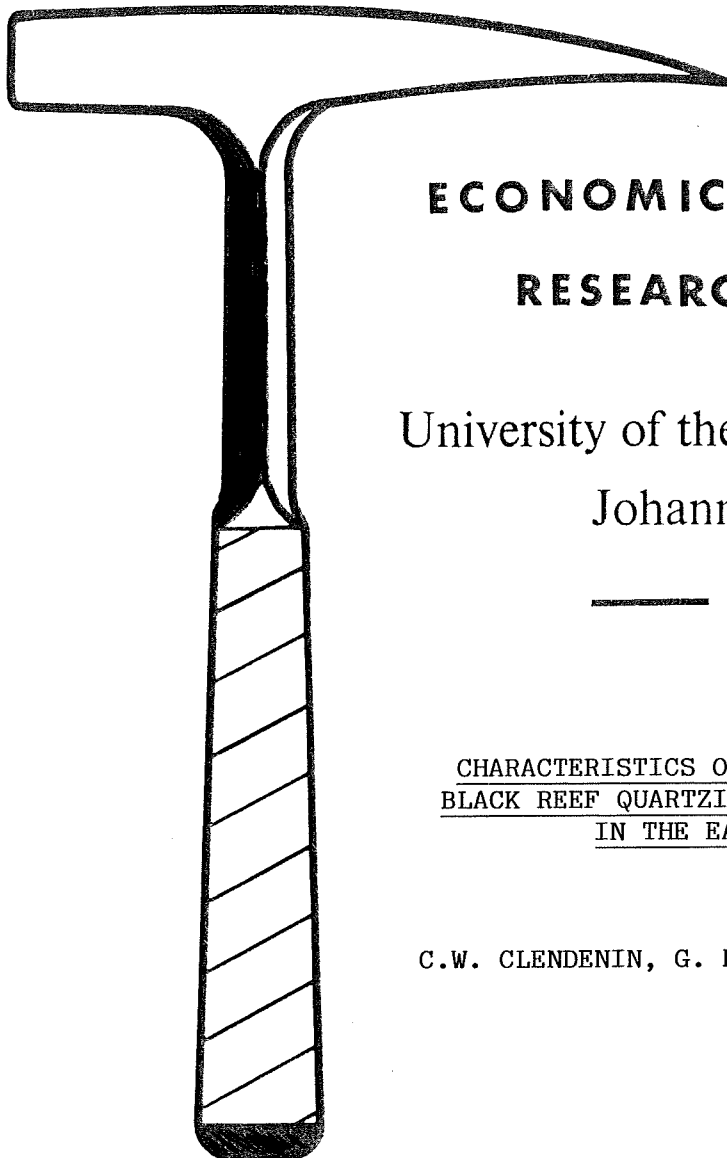 ECONOMIC
RESEARC
University of the
Johann
CHARACTERISTICS O
BLACK REEF QUARTZI
IN THE EA
C.W. CLENDENIN, G.